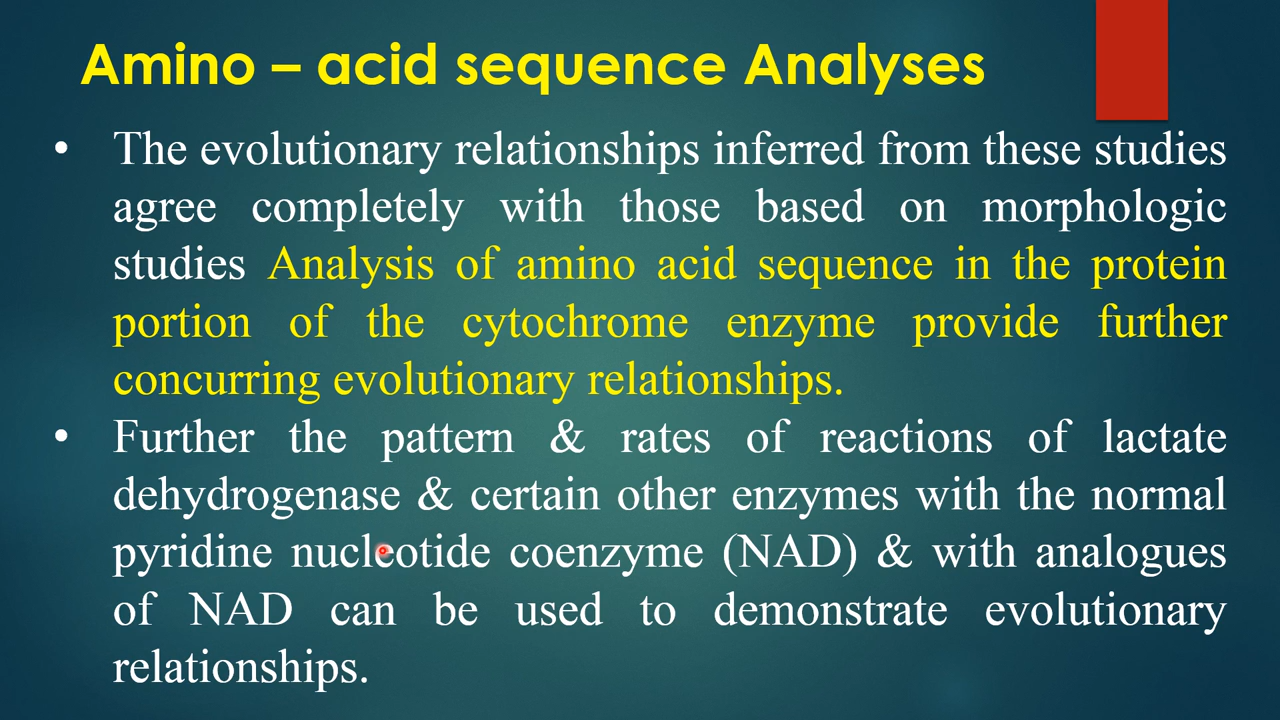 Amino – acid sequence Analyses
• The evolutionary relationships inferred from these studies
agree completely with those based on morphologic
studies Analysis of amino acid sequence in the protein
portion of the cytochrome enzyme provide further
concurring evolutionary relationships.
• Further the pattern & rates of reactions of lactate
dehydrogenase & certain other enzymes with the normal
pyridine nucleotide coenzyme (NAD) & with analogues
of NAD can be used to demonstrate evolutionary
relationships.